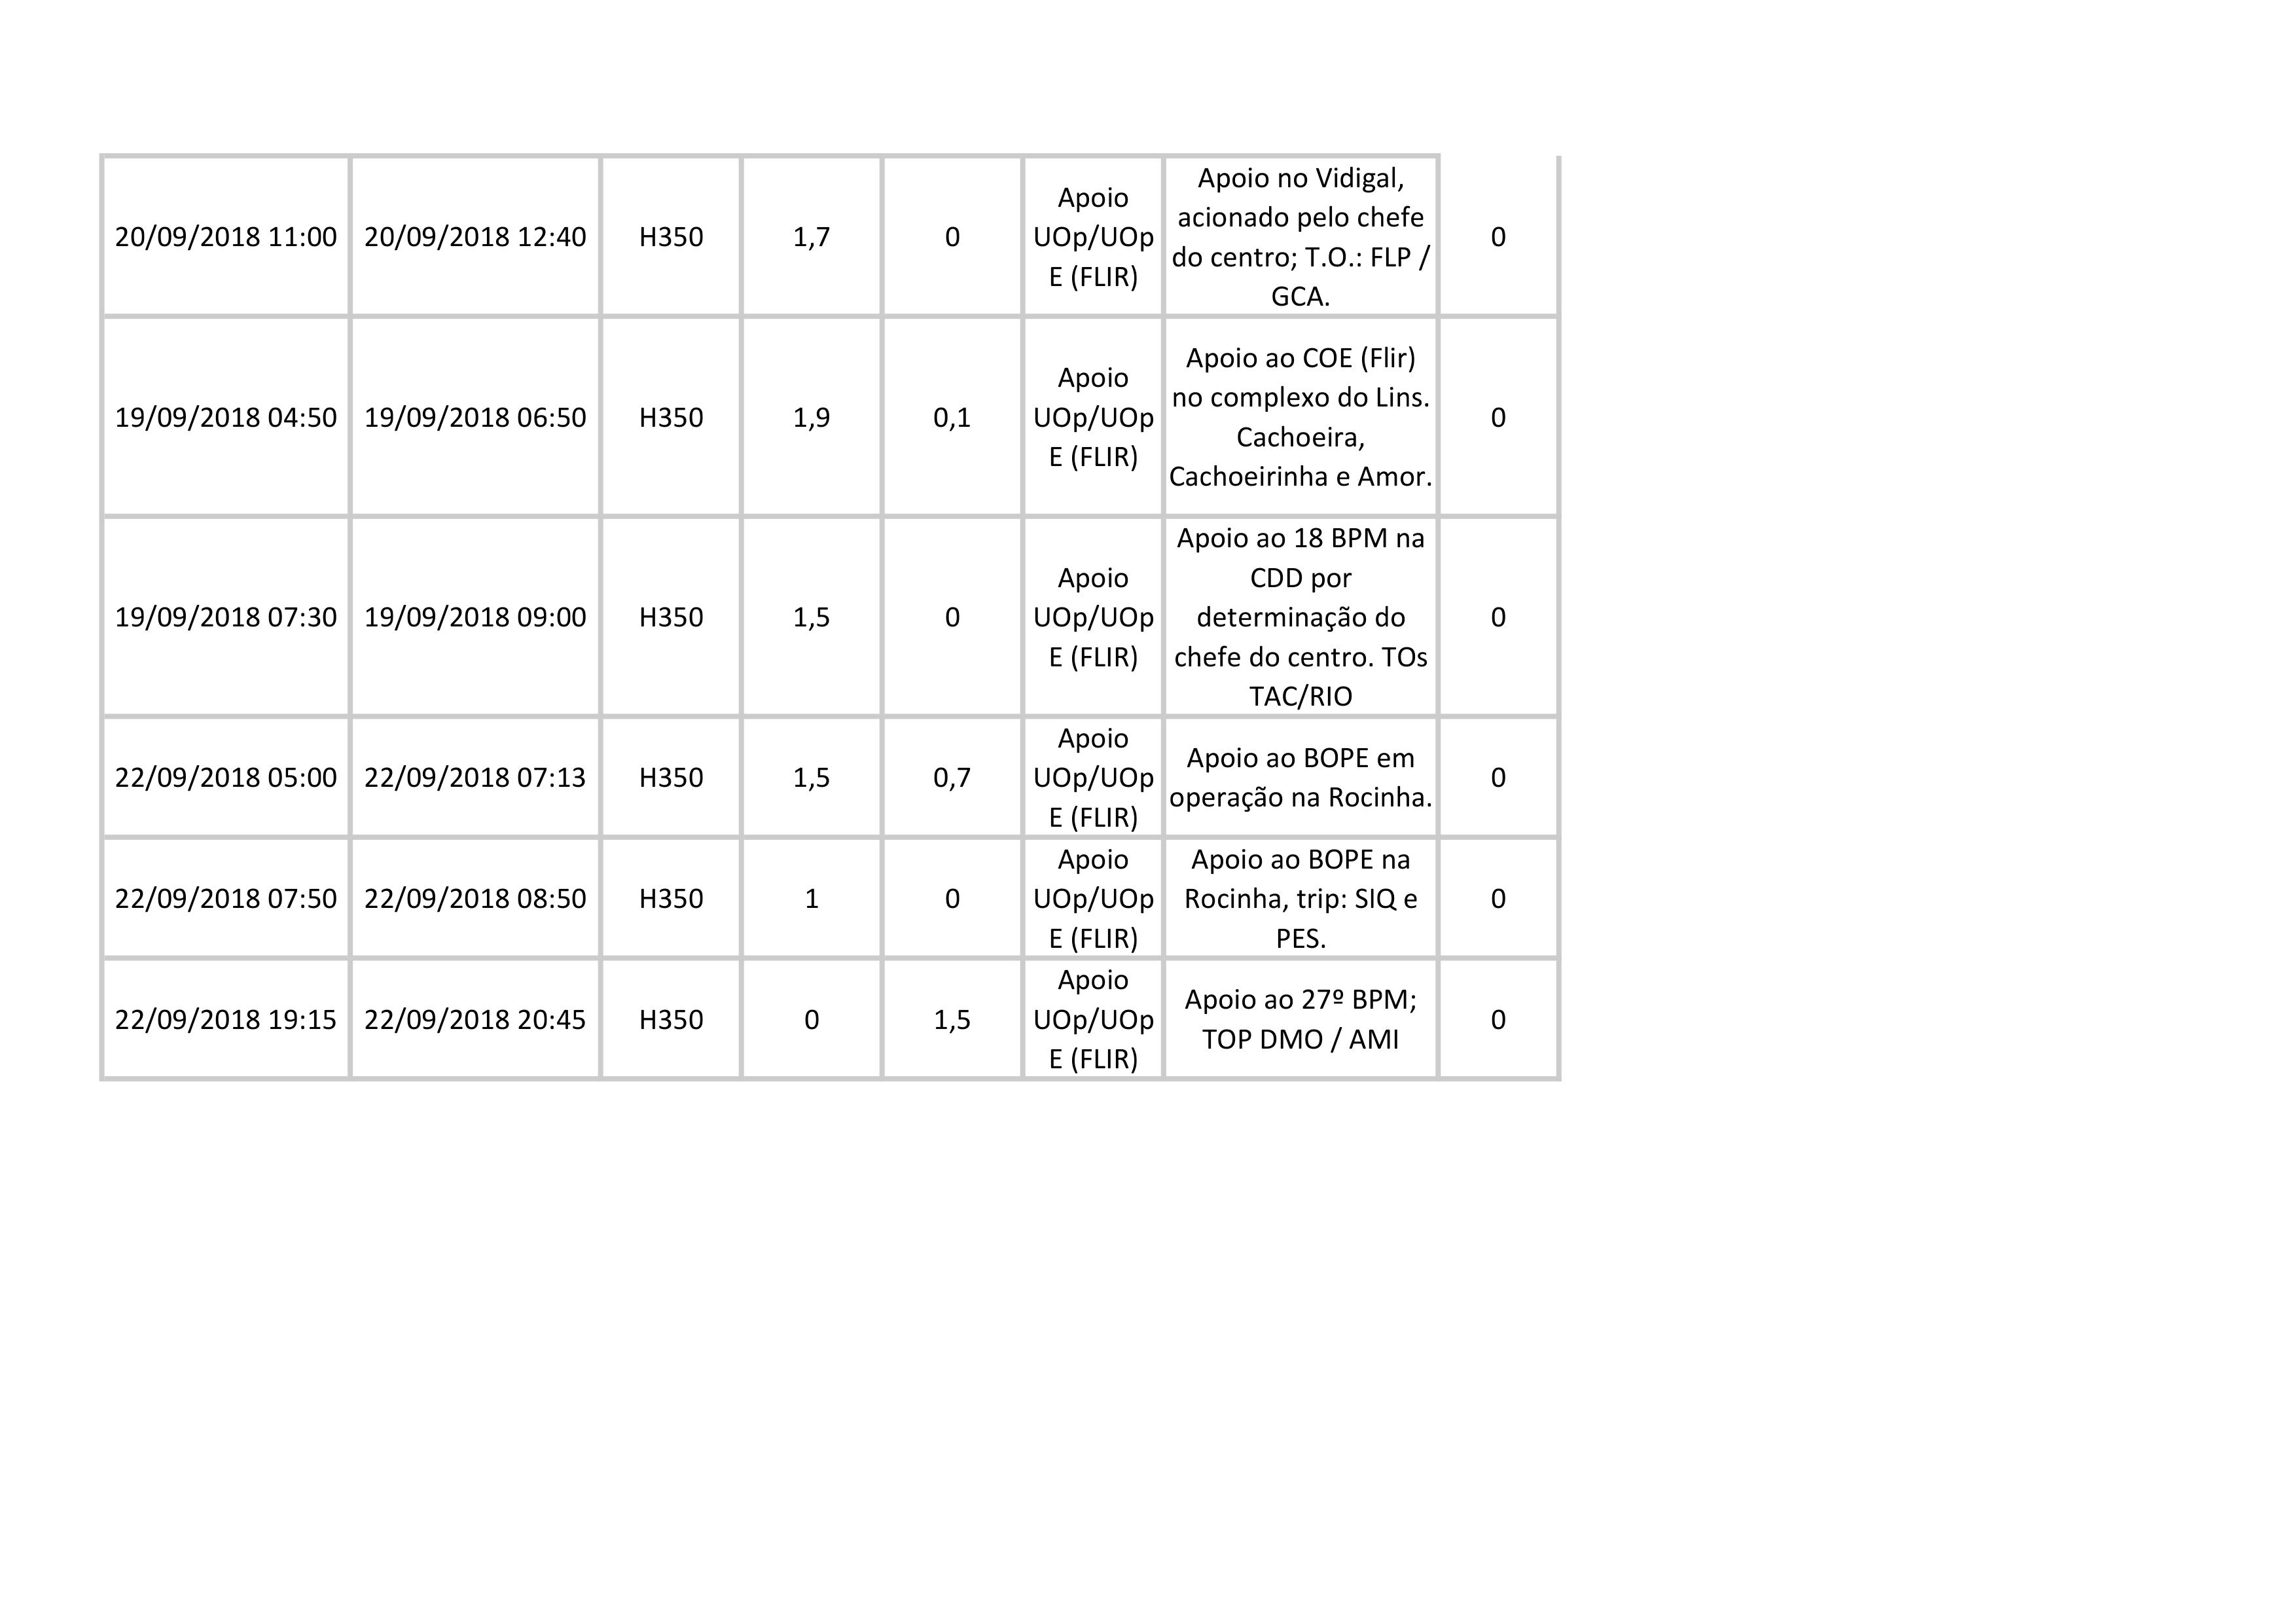 20/09/2018 11:00 20/09/2018 12:40 H350 1,7 0 Apoio UOp/UOp E (FLIR) Apoio no Vidigal, acionado pelo chefe do centro; T.O.: FLP / GCA. 0
19/09/2018 04:50 19/09/2018 06:50 H350 1,9 0,1 Apoio UOp/UOp E (FLIR) Apoio ao COE (Flir) no complexo do Lins. Cachoeira, Cachoeirinha e Amor. 0
19/09/2018 07:30 19/09/2018 09:00 H350 1,5 0 Apoio UOp/UOp E (FLIR) Apoio ao 18 BPM na CDD por determinação do chefe do centro. TOs TAC/RIO 0
22/09/2018 05:00 22/09/2018 07:13 H350 1,5 0,7 Apoio UOp/UOp E (FLIR) Apoio ao BOPE em operação na Rocinha. 0
22/09/2018 07:50 22/09/2018 08:50 H350 1 0 Apoio UOp/UOp E (FLIR) Apoio ao BOPE na Rocinha, trip: SIQ e PES. 0
22/09/2018 19:15 22/09/2018 20:45 H350 0 1,5 Apoio UOp/UOp E (FLIR) Apoio ao 27º BPM; TOP DMO / AMI 0